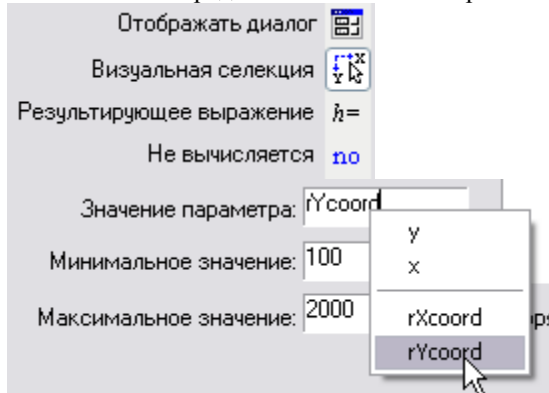 Отображать диалог
Визуальная селекция
Результирующее выражение h=
Не вычисляется no
Значение параметра: rYcoord
Минимальное значение: 100
Максимальное значение: 2000
y
x
rXcoord
rYcoord